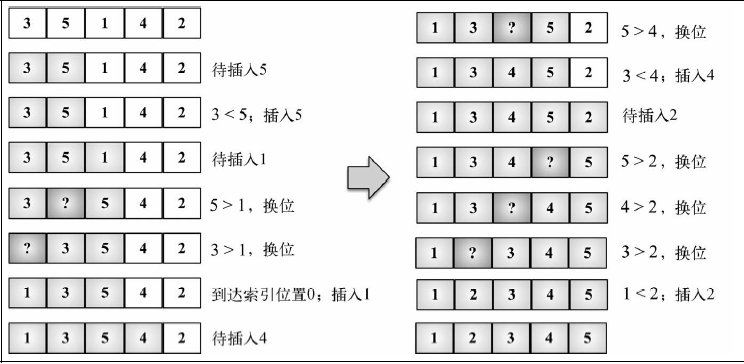 3 5 1 4 2
3 5 1 4 2 待插入5
3 5 1 4 2 3 < 5；插入5
3 5 1 4 2 待插入1
3 ? 5 4 2 5 > 1，换位
? 3 5 4 2 3 > 1，换位
1 3 5 4 2 到达索引位置0；插入1
1 3 5 4 2 待插入4
1 3 ? 5 2 5 > 4，换位
1 3 4 5 2 3 < 4；插入4
1 3 4 5 2 待插入2
1 3 4 ? 5 5 > 2，换位
1 3 ? 4 5 4 > 2，换位
1 ? 3 4 5 3 > 2，换位
1 2 3 4 5 1 < 2；插入2
1 2 3 4 5